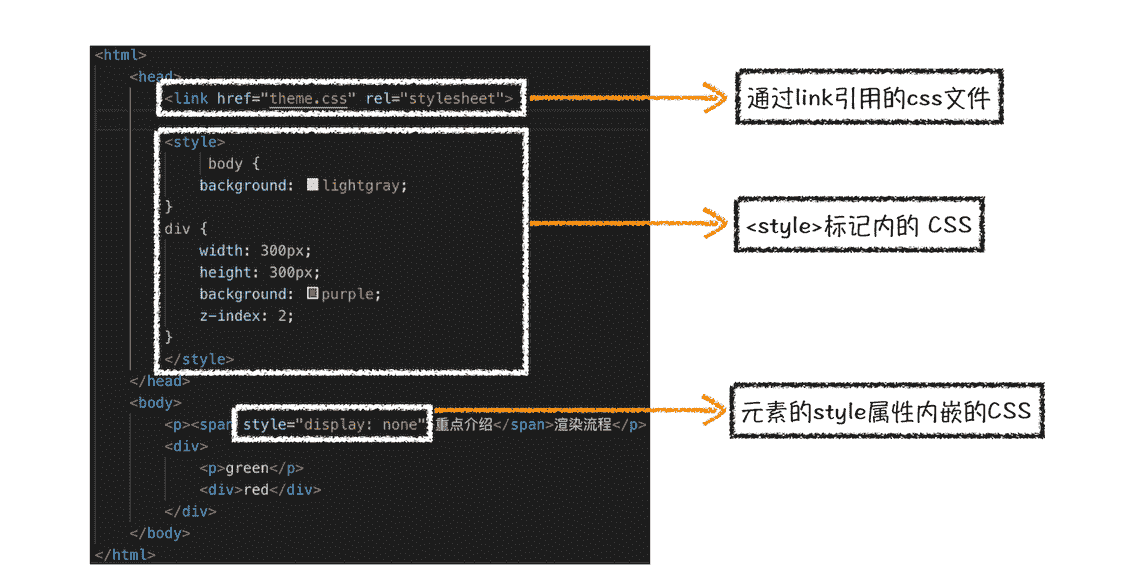 <html>
<head>
<link href="theme.css" rel="stylesheet">
<style>
body {
background: lightgray;
}
div {
width: 300px;
height: 300px;
background: purple;
z-index: 2;
}
</style>
</head>
<body>
<p><span style="display: none">重点介绍</span>渲染流程</p>
<div>
<p>green</p>
<div>red</div>
</div>
</body>
</html>
通过link引用的css文件
<style>标记内的 CSS
元素的style属性内嵌的CSS